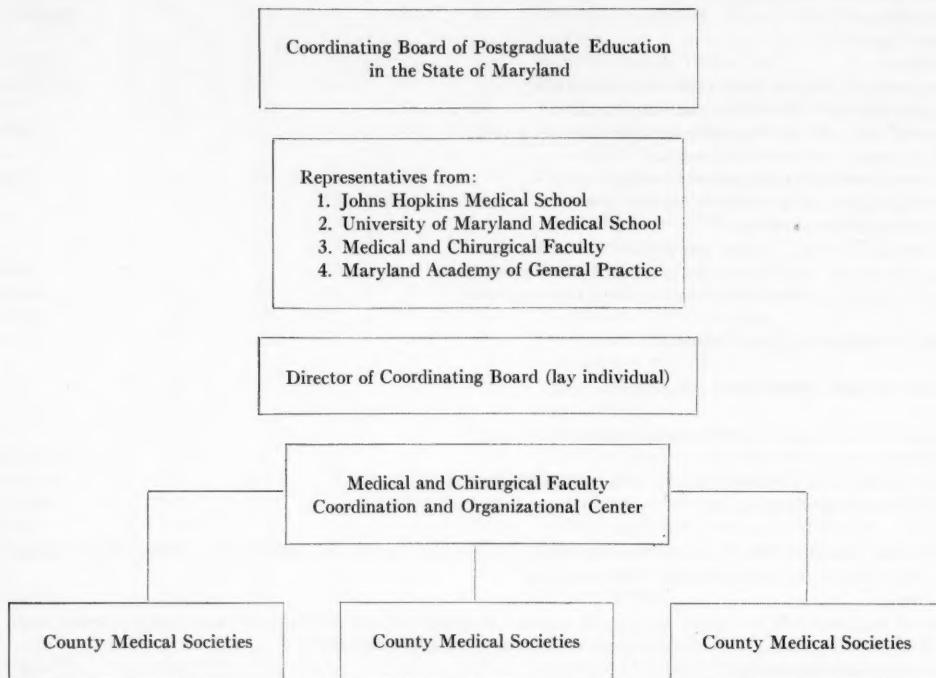 Coordinating Board of Postgraduate Education
in the State of Maryland
Representatives from:
1. Johns Hopkins Medical School
2. University of Maryland Medical School
3. Medical and Chirurgical Faculty
4. Maryland Academy of General Practice
Director of Coordinating Board (lay individual)
Medical and Chirurgical Faculty
Coordination and Organizational Center
County Medical Societies
County Medical Societies
County Medical Societies